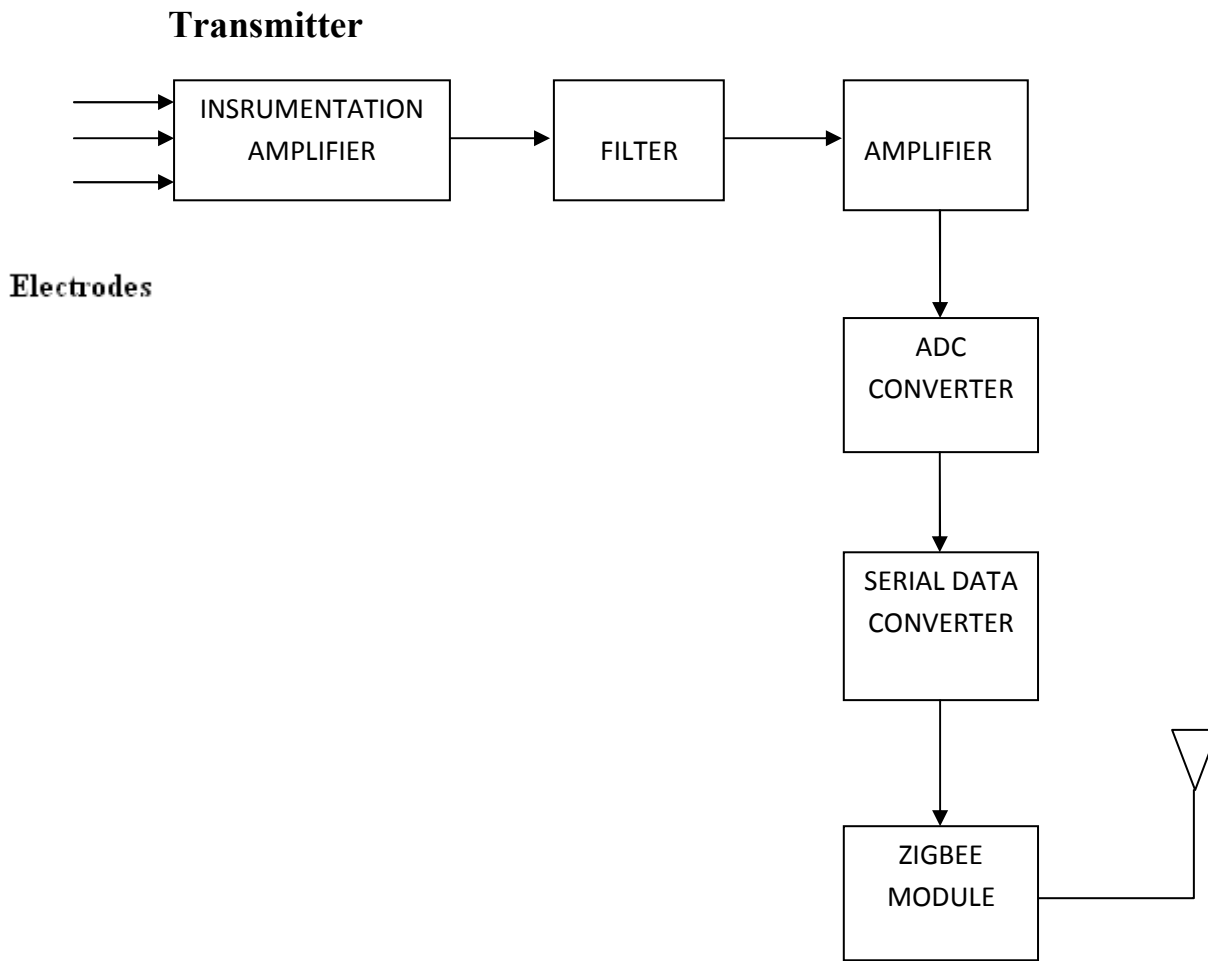 Transmitter
INSRUMENTATION
AMPLIFIER
FILTER
AMPLIFIER
Electrodes
ADC
CONVERTER
SERIAL DATA
CONVERTER
ZIGBEE
MODULE